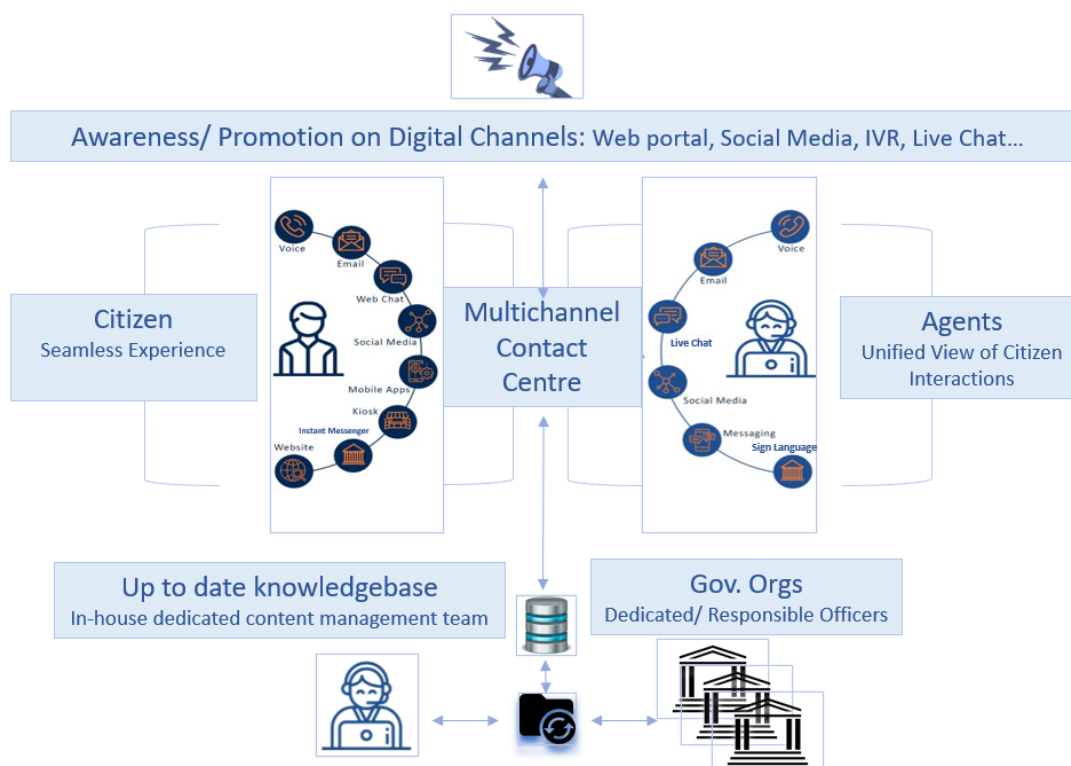 Awareness/ Promotion on Digital Channels: Web portal, Social Media, IVR, Live Chat...
Citizen
Seamless Experience
Voice
Email
Web Chat
Social Media
Mobile Apps
Kiosk
Instant Messenger
Website
Multichannel
Contact
Centre
Voice
Email
Live Chat
Social Media
Messaging
Sign Language
Agents
Unified View of Citizen
Interactions
Up to date knowledgebase
In-house dedicated content management team
Gov. Orgs
Dedicated/ Responsible Officers